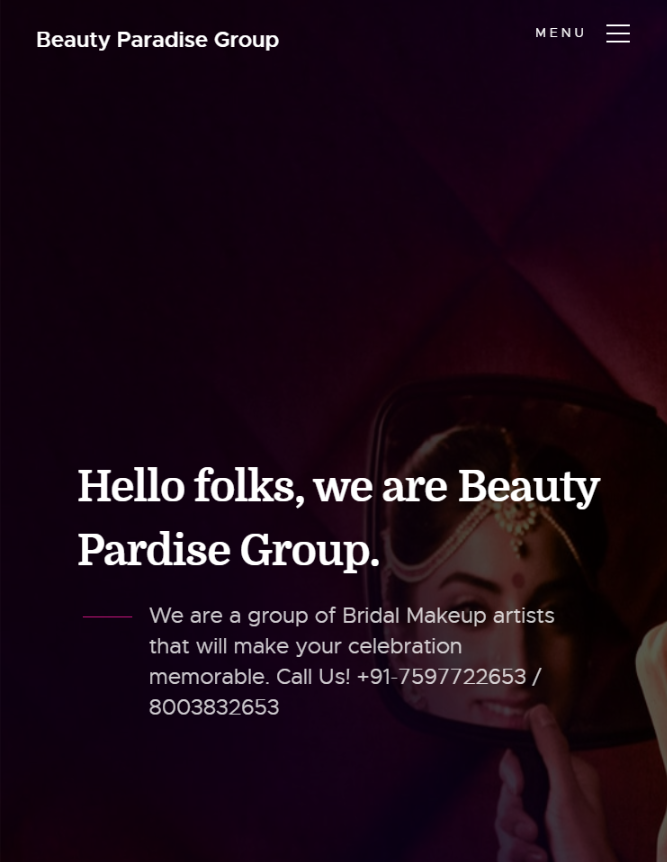 Beauty Paradise Group
MENU
Hello folks, we are Beauty
Pardise Group.
We are a group of Bridal Makeup artists
that will make your celebration
memorable. Call Us! +91-7597722653 /
8003832653